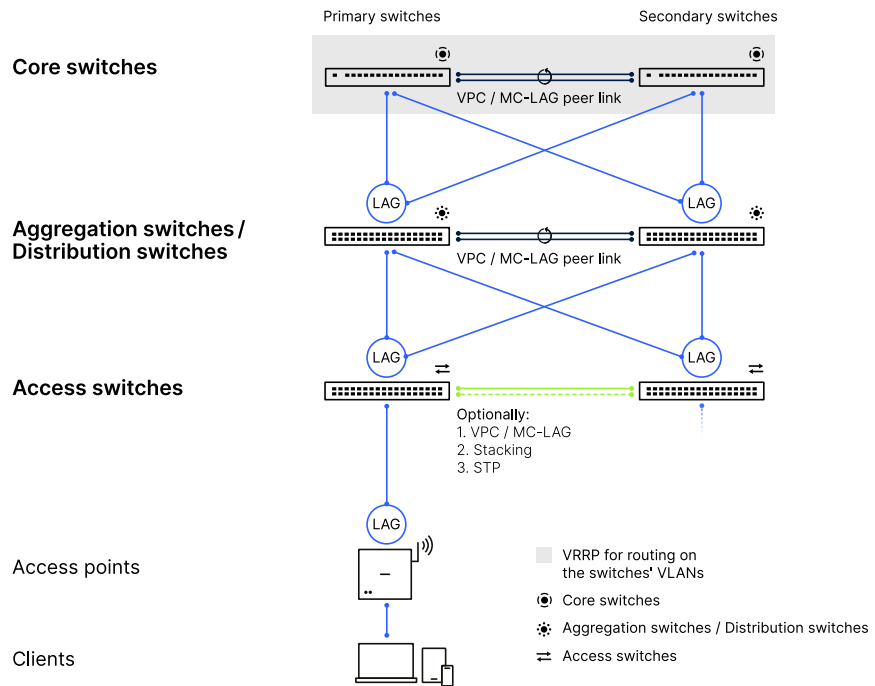 Primary switches
Secondary switches
Core switches
VPC / MC-LAG peer link
LAG
LAG
Aggregation switches /
Distribution switches
VPC / MC-LAG peer link
LAG
LAG
Access switches
Optionally:
1. VPC / MC-LAG
2. Stacking
3. STP
LAG
Access points
VRRP for routing on
the switches' VLANs
Core switches
Aggregation switches / Distribution switches
Access switches
Clients